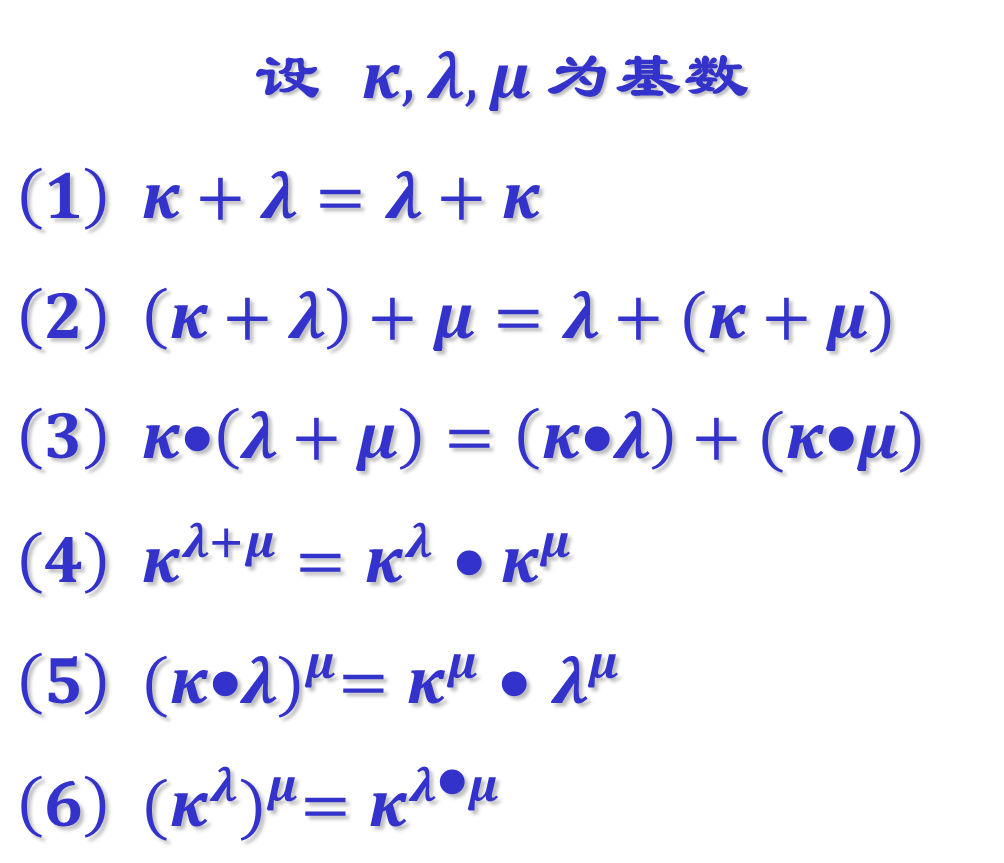 设 κ, λ, μ 为基数
(1) κ + λ = λ + κ
(2) (κ + λ) + μ = λ + (κ + μ)
(3) κ•(λ + μ) = (κ•λ) + (κ•μ)
(4) κ^{λ+μ} = κ^λ • κ^μ
(5) (κ•λ)^μ = κ^μ • λ^μ
(6) (κ^λ)^μ = κ^{λ•μ}